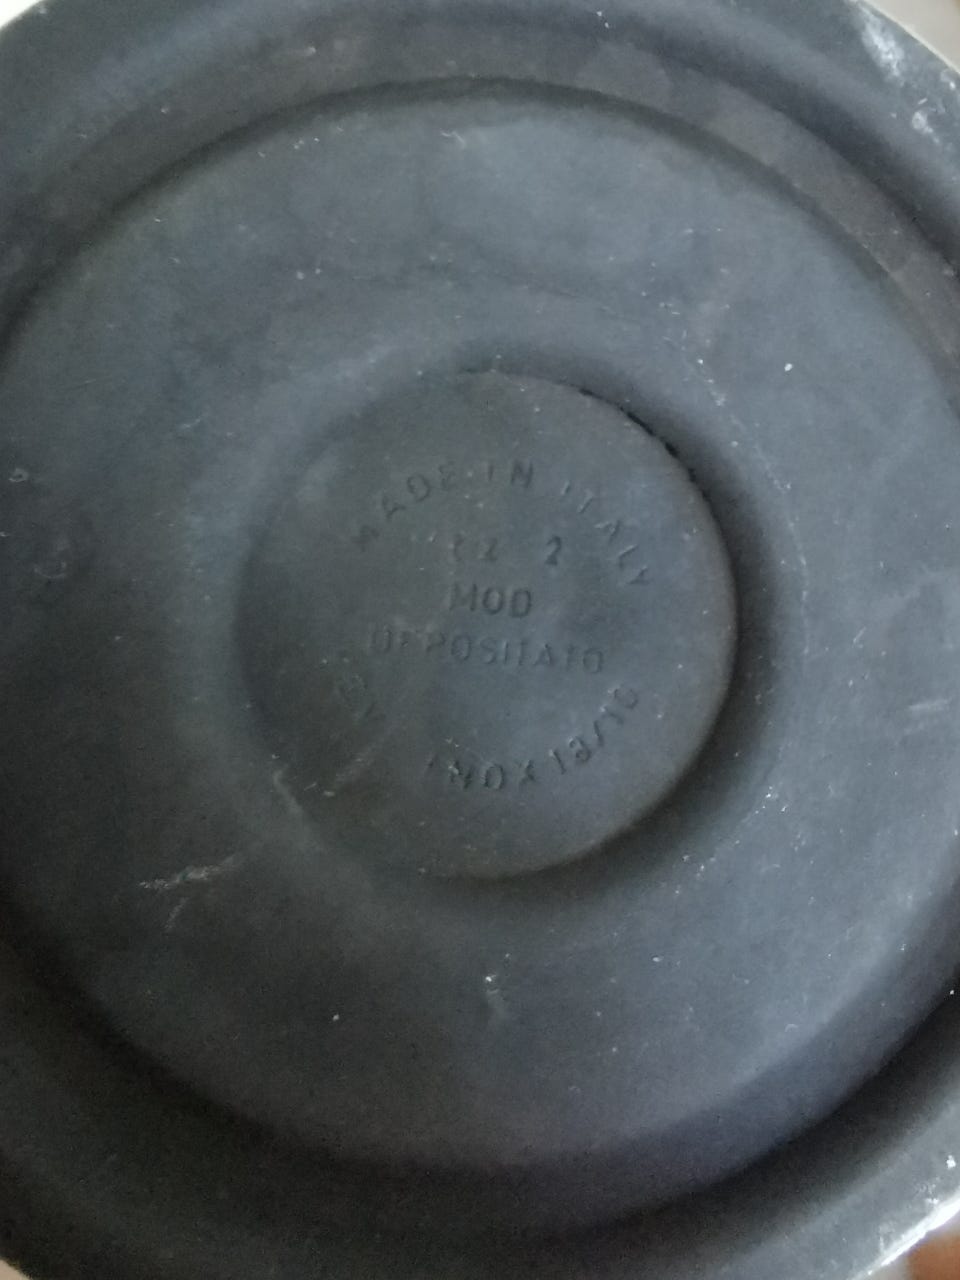 MADE IN ITALY
2
MOD
DEPOSITATO
INOX 18/10